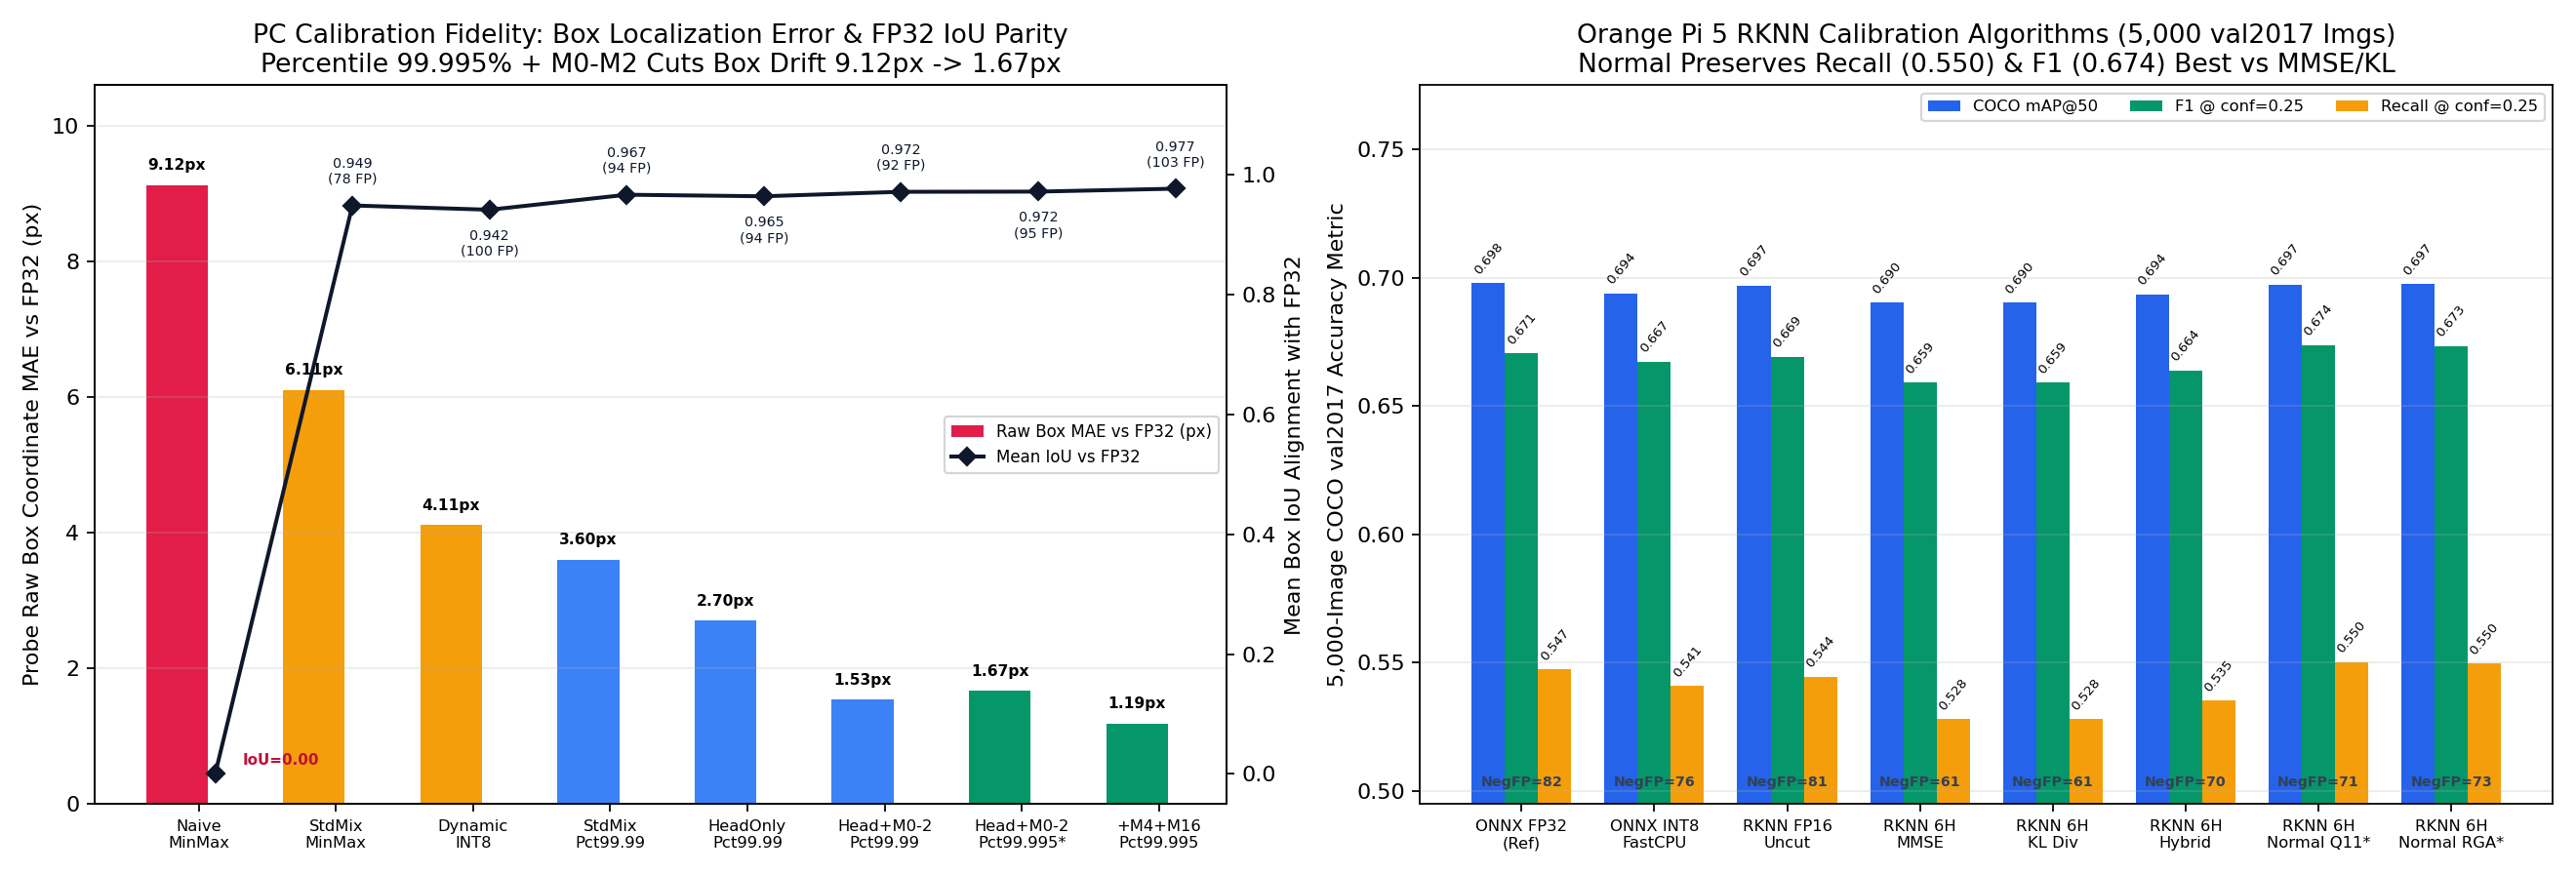 PC Calibration Fidelity: Box Localization Error & FP32 IoU Parity
Percentile 99.995% + M0-M2 Cuts Box Drift 9.12px -> 1.67px
Probe Raw Box Coordinate MAE vs FP32 (px)
10
8
6
4
2
0
9.12px
6.11px
4.11px
3.60px
2.70px
1.53px
1.67px
1.19px
IoU=0.00
0.949
(78 FP)
0.942
(100 FP)
0.967
(94 FP)
0.965
(94 FP)
0.972
(92 FP)
0.972
(95 FP)
0.977
(103 FP)
Raw Box MAE vs FP32 (px)
Mean IoU vs FP32
1.0
0.8
0.6
0.4
0.2
0.0
Mean Box IoU Alignment with FP32
Naive
MinMax
StdMix
MinMax
Dynamic
INT8
StdMix
Pct99.99
HeadOnly
Pct99.99
Head+M0-2
Pct99.99
Head+M0-2
Pct99.995*
+M4+M16
Pct99.995
Orange Pi 5 RKNN Calibration Algorithms (5,000 val2017 Imgs)
Normal Preserves Recall (0.550) & F1 (0.674) Best vs MMSE/KL
5,000-Image COCO val2017 Accuracy Metric
COCO mAP@50
F1 @ conf=0.25
Recall @ conf=0.25
0.75
0.70
0.65
0.60
0.55
0.50
0.698
0.671
0.547
0.694
0.667
0.541
0.697
0.669
0.544
0.690
0.659
0.528
0.690
0.659
0.528
0.694
0.664
0.535
0.697
0.674
0.550
0.697
0.673
0.550
NegFP=82
NegFP=76
NegFP=81
NegFP=61
NegFP=61
NegFP=70
NegFP=71
NegFP=73
ONNX FP32
(Ref)
ONNX INT8
FastCPU
RKNN FP16
Uncut
RKNN 6H
MMSE
RKNN 6H
KL Div
RKNN 6H
Hybrid
RKNN 6H
Normal Q11*
RKNN 6H
Normal RGA*